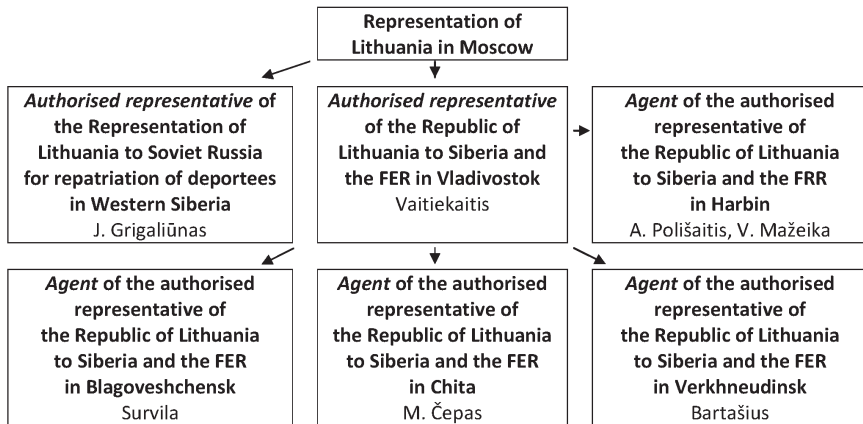 Representation of
Lithuania in Moscow
Authorised representative of
the Representation of
Lithuania to Soviet Russia
for repatriation of deportees
in Western Siberia
J. Grigaliūnas
Authorised representative
of the Republic of
Lithuania to Siberia and
the FER in Vladivostok
Vaitiekaitis
Agent of the authorised
representative of
the Republic of Lithuania
to Siberia and the FRR
in Harbin
A. Polišaitis, V. Mažeika
Agent of the authorised
representative of
the Republic of Lithuania
to Siberia and the FER
in Blagoveshchensk
Survila
Agent of the authorised
representative of
the Republic of Lithuania
to Siberia and the FER
in Chita
M. Čepas
Agent of the authorised
representative of
the Republic of Lithuania
to Siberia and the FER
in Verkhneudinsk
Bartašius